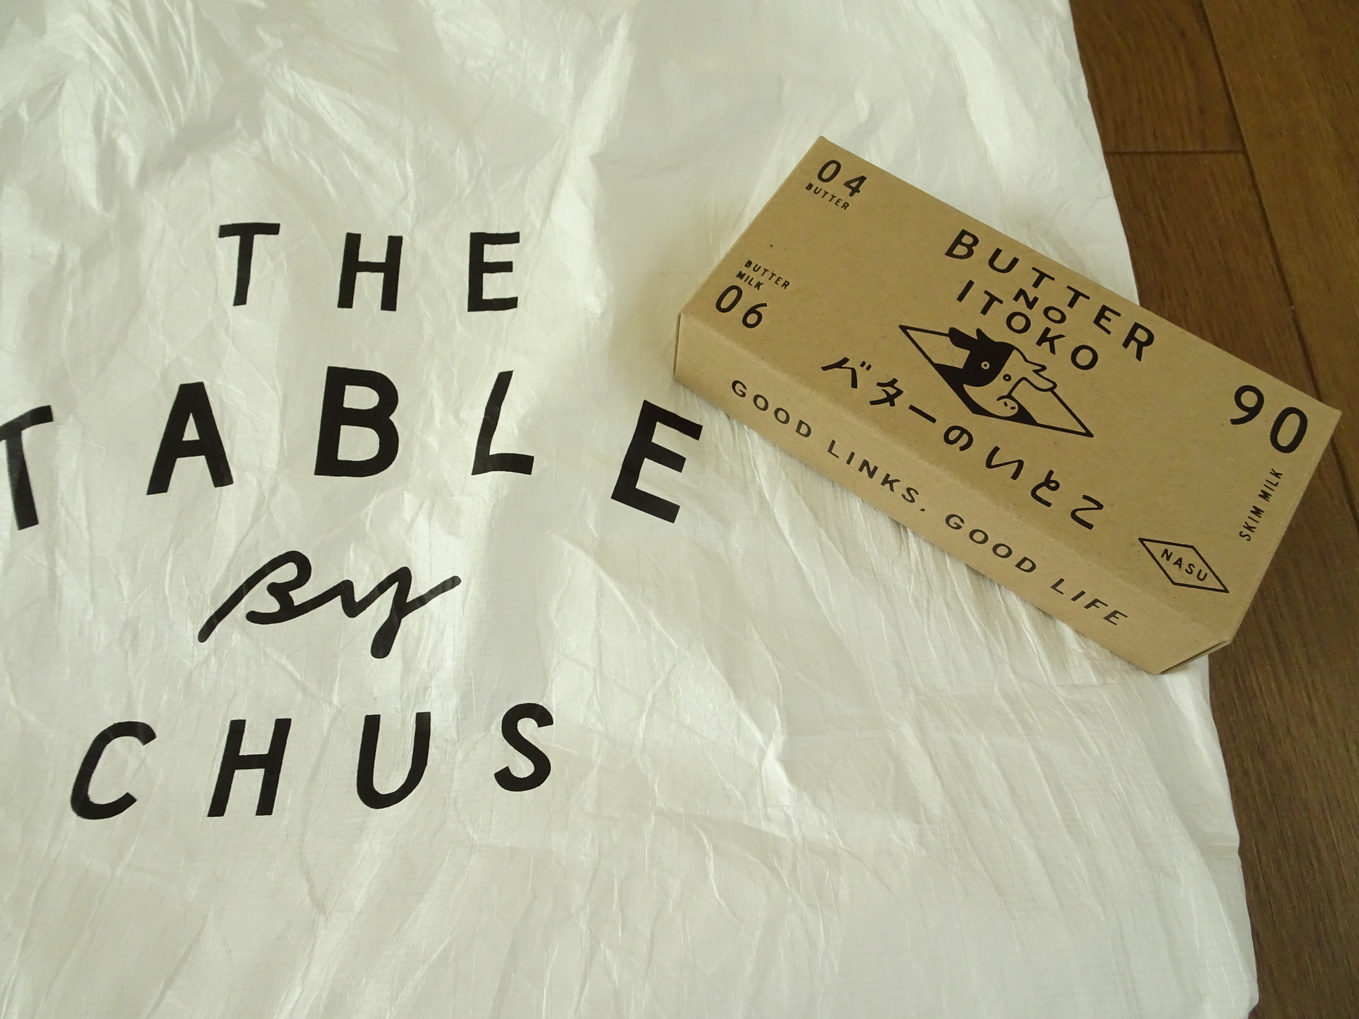 THE
TABLE
By
CHUS
04
BUTTER
BUTTER
MILK
06
BUTTER
NO
ITOKO
バターのいとこ
90
SKIM MILK
NASU
GOOD LINKS, GOOD LIFE